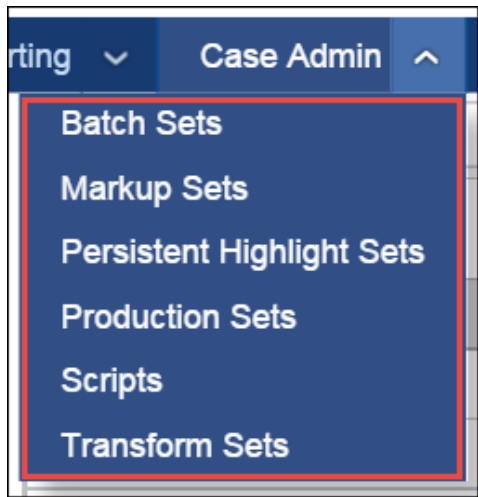 rting Case Admin
Batch Sets
Markup Sets
Persistent Highlight Sets
Production Sets
Scripts
Transform Sets